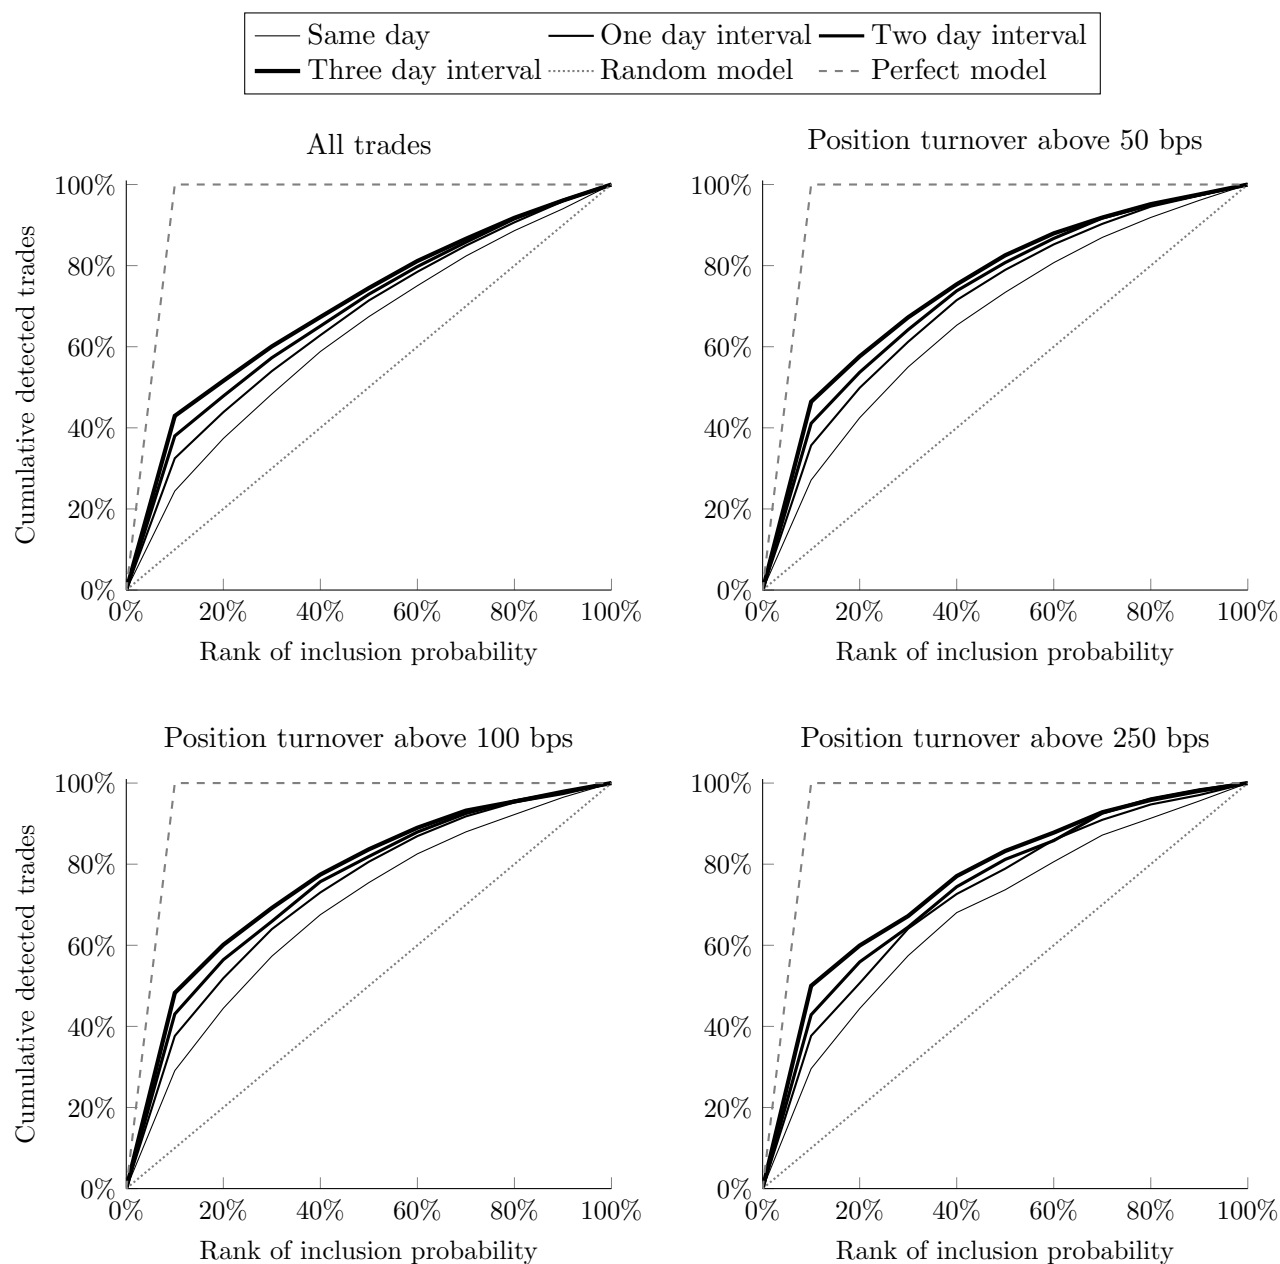 Same day One day interval Two day interval
Three day interval Random model Perfect model
All trades
100%
80%
60%
40%
20%
0%
0% 20% 40% 60% 80% 100%
Cumulative detected trades
Rank of inclusion probability
Position turnover above 50 bps
100%
80%
60%
40%
20%
0%
0% 20% 40% 60% 80% 100%
Rank of inclusion probability
Position turnover above 100 bps
100%
80%
60%
40%
20%
0%
0% 20% 40% 60% 80% 100%
Cumulative detected trades
Rank of inclusion probability
Position turnover above 250 bps
100%
80%
60%
40%
20%
0%
0% 20% 40% 60% 80% 100%
Rank of inclusion probability